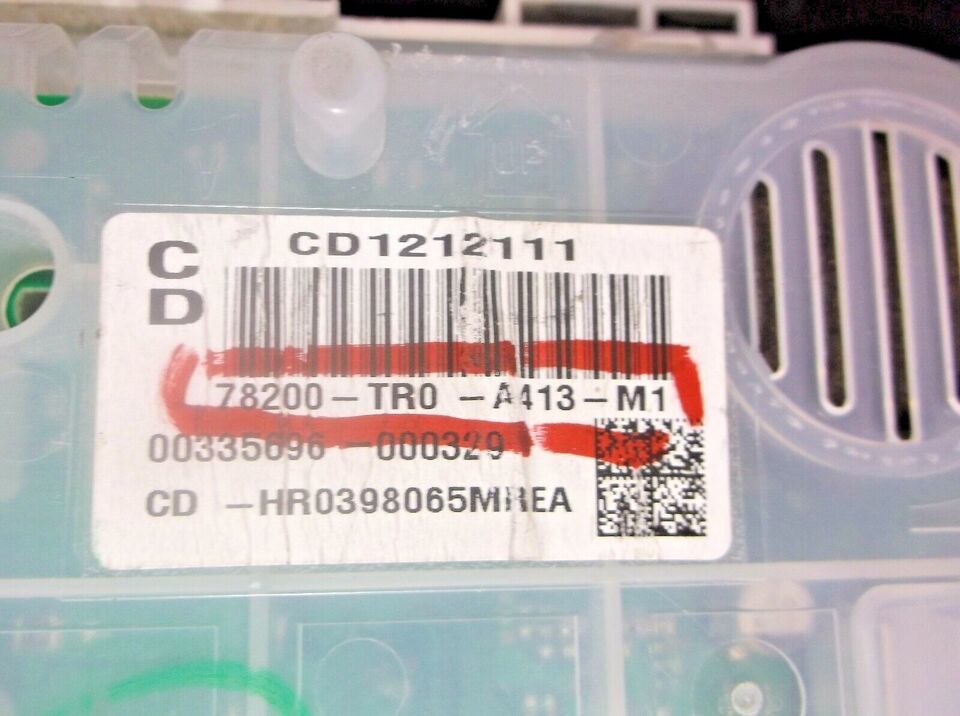 CD1212111
C
D
78200-TR0 -A413-M1
00335696 -000329
CD -HR0398065MREA